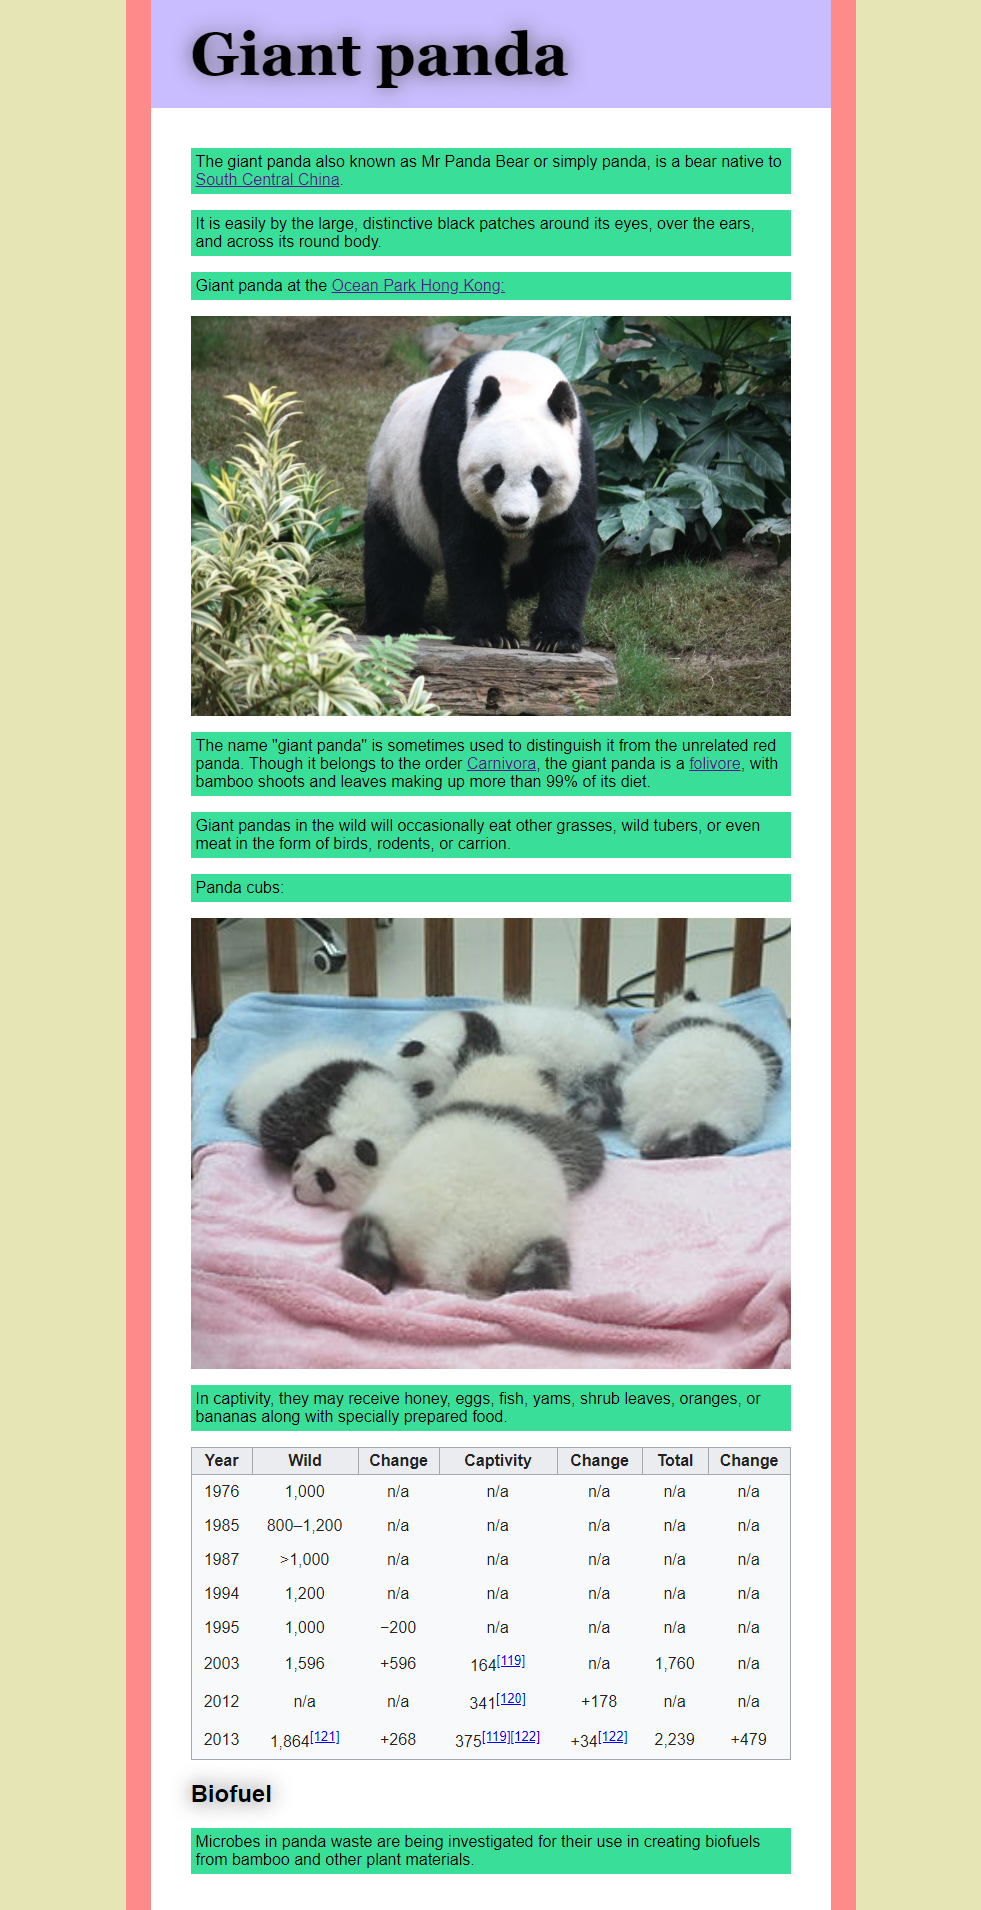 Giant panda
The giant panda also known as Mr Panda Bear or simply panda, is a bear native to
South Central China.
It is easily by the large, distinctive black patches around its eyes, over the ears,
and across its round body.
Giant panda at the Ocean Park Hong Kong:
The name "giant panda" is sometimes used to distinguish it from the unrelated red
panda. Though it belongs to the order Carnivora, the giant panda is a folivore, with
bamboo shoots and leaves making up more than 99% of its diet.
Giant pandas in the wild will occasionally eat other grasses, wild tubers, or even
meat in the form of birds, rodents, or carrion.
Panda cubs:
In captivity, they may receive honey, eggs, fish, yams, shrub leaves, oranges, or
bananas along with specially prepared food.
Year Wild Change Captivity Change Total Change
1976 1,000 n/a n/a n/a n/a n/a
1985 800–1,200 n/a n/a n/a n/a n/a
1987 >1,000 n/a n/a n/a n/a n/a
1994 1,200 n/a n/a n/a n/a n/a
1995 1,000 −200 n/a n/a n/a n/a
2003 1,596 +596 164[119] n/a 1,760 n/a
2012 n/a n/a 341[120] +178 n/a n/a
2013 1,864[121] +268 375[119][122] +34[122] 2,239 +479
Biofuel
Microbes in panda waste are being investigated for their use in creating biofuels
from bamboo and other plant materials.